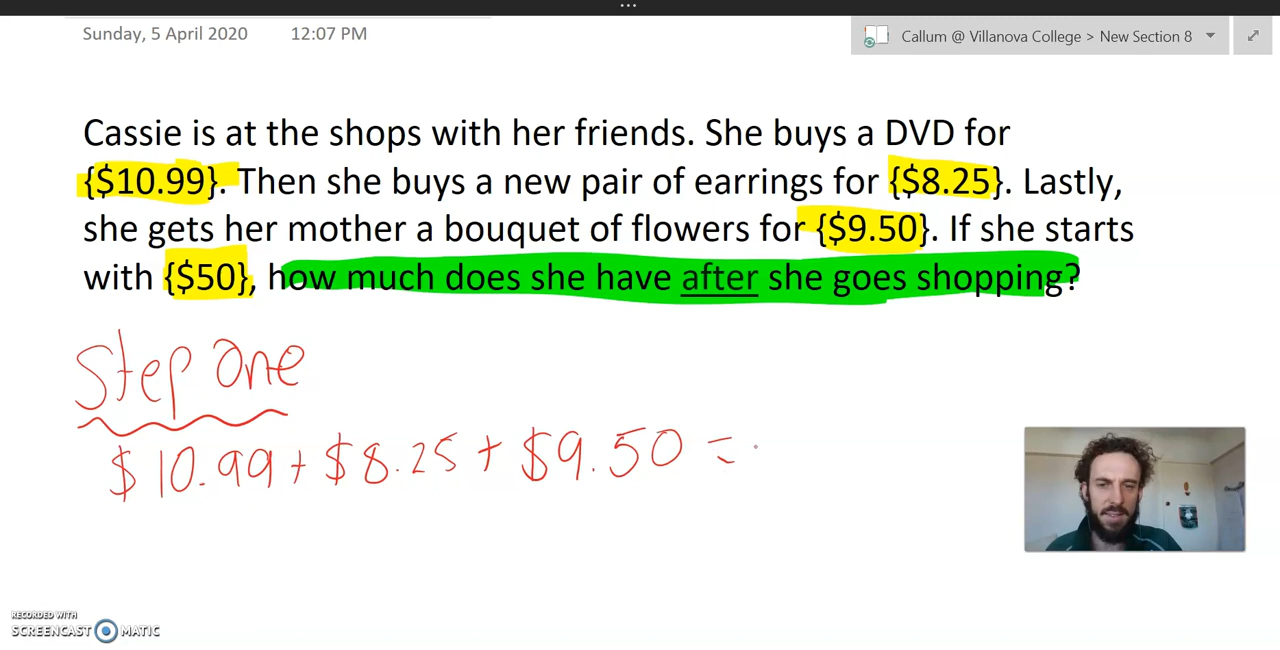 Sunday, 5 April 2020 12:07 PM
Callum @ Villanova College > New Section 8
Cassie is at the shops with her friends. She buys a DVD for
{$10.99}. Then she buys a new pair of earrings for {$8.25}. Lastly,
she gets her mother a bouquet of flowers for {$9.50}. If she starts
with {$50}, how much does she have after she goes shopping?
Step One
$10.99 + $8.25 + $9.50 =
RECORDED WITH
SCREENCAST MATIC